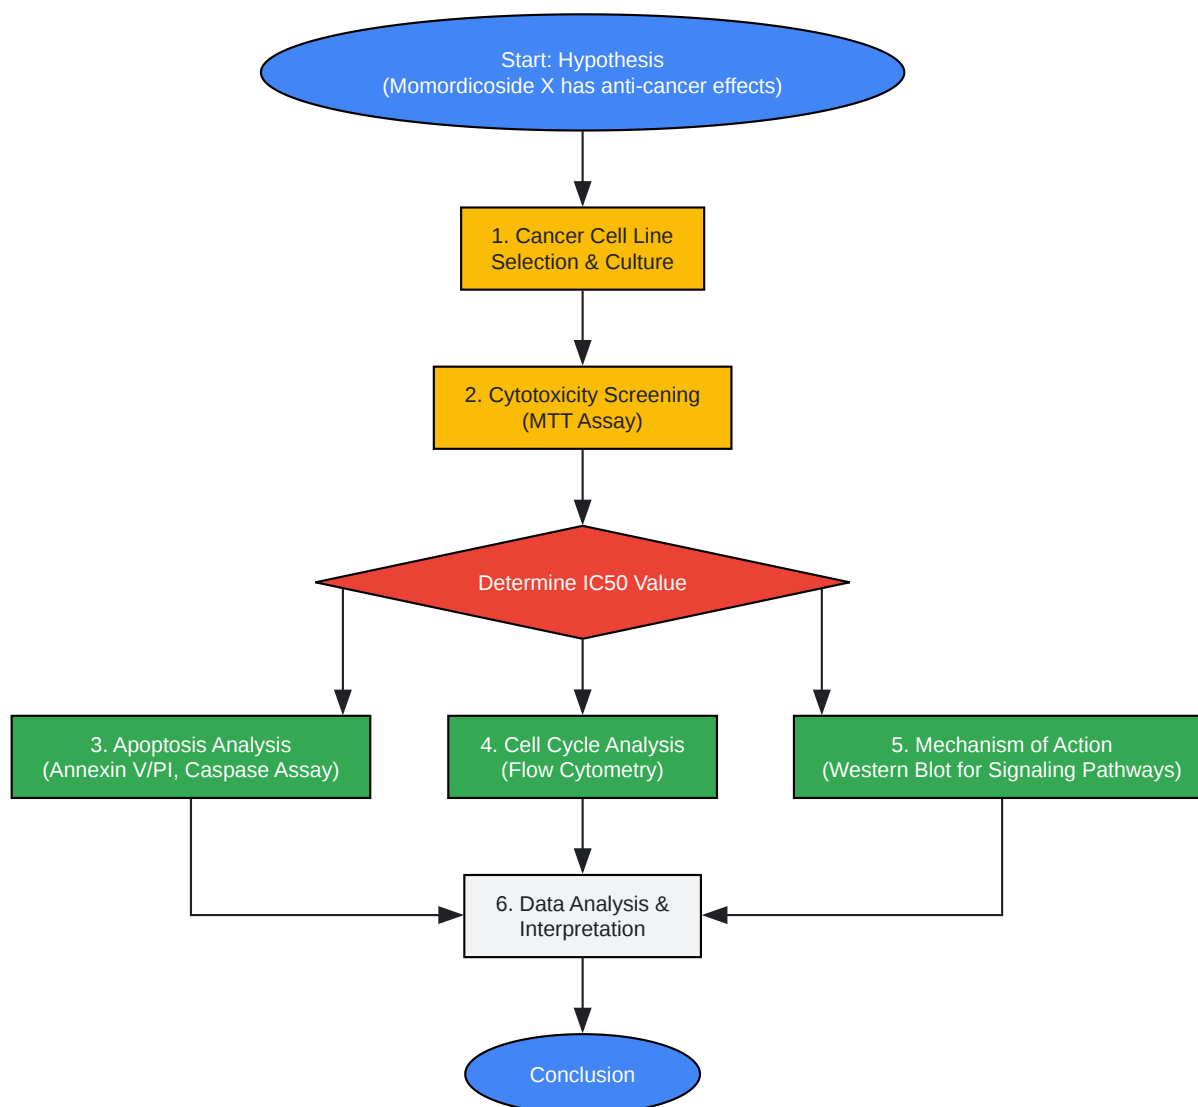 Start: Hypothesis
(Momordicoside X has anti-cancer effects)
1. Cancer Cell Line
Selection & Culture
2. Cytotoxicity Screening
(MTT Assay)
Determine IC50 Value
3. Apoptosis Analysis
(Annexin V/PI, Caspase Assay)
4. Cell Cycle Analysis
(Flow Cytometry)
5. Mechanism of Action
(Western Blot for Signaling Pathways)
6. Data Analysis &
Interpretation
Conclusion